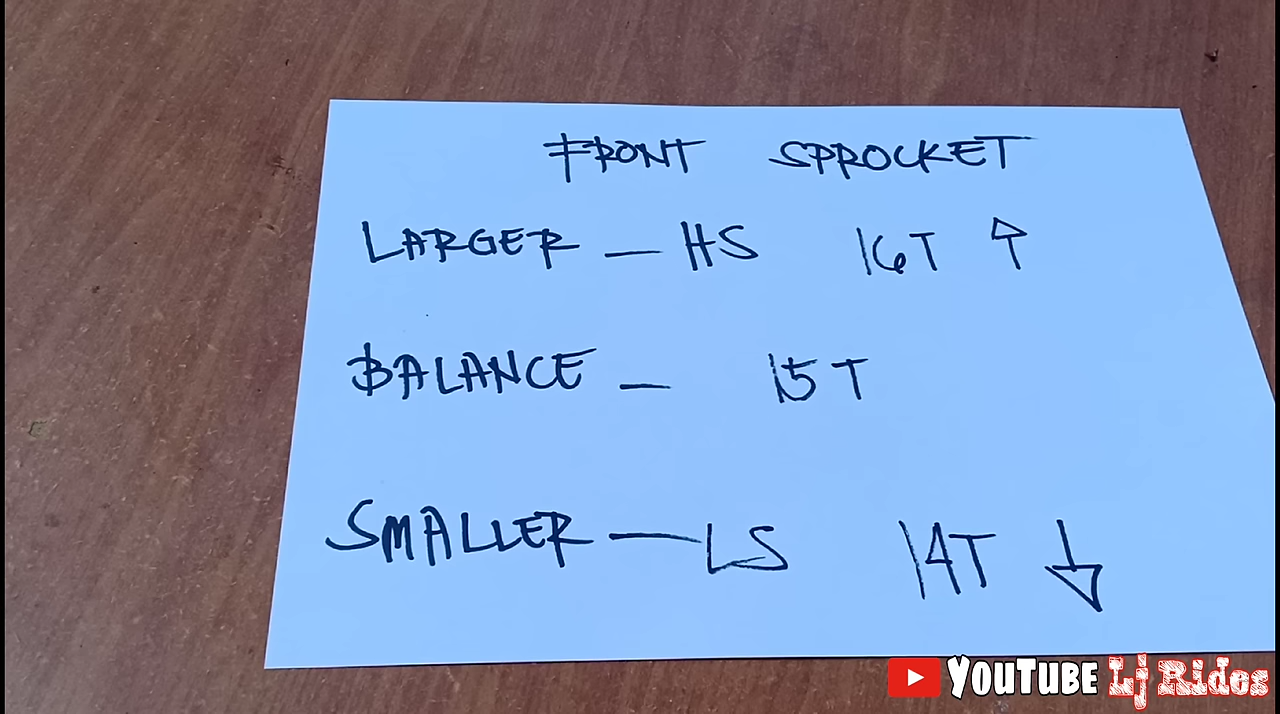 FRONT SPROCKET
LARGER — HS 16T ↑
BALANCE — 15T
SMALLER — LS 14T ↓
YOUTUBE Lj Rides